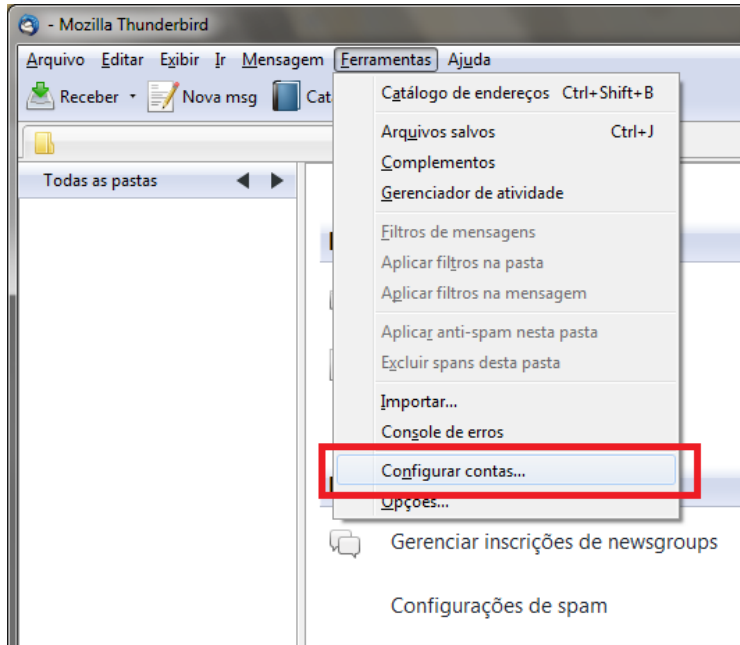 - Mozilla Thunderbird
Arquivo Editar Exibir Ir Mensagem Ferramentas Ajuda
Receber Nova msg Cat
Catálogo de endereços Ctrl+Shift+B
Arquivos salvos Ctrl+J
Complementos
Gerenciador de atividade
Todas as pastas
Filtros de mensagens
Aplicar filtros na pasta
Aplicar filtros na mensagem
Aplicar anti-spam nesta pasta
Excluir spans desta pasta
Importar...
Console de erros
Configurar contas...
Opções...
Gerenciar inscrições de newsgroups
Configurações de spam